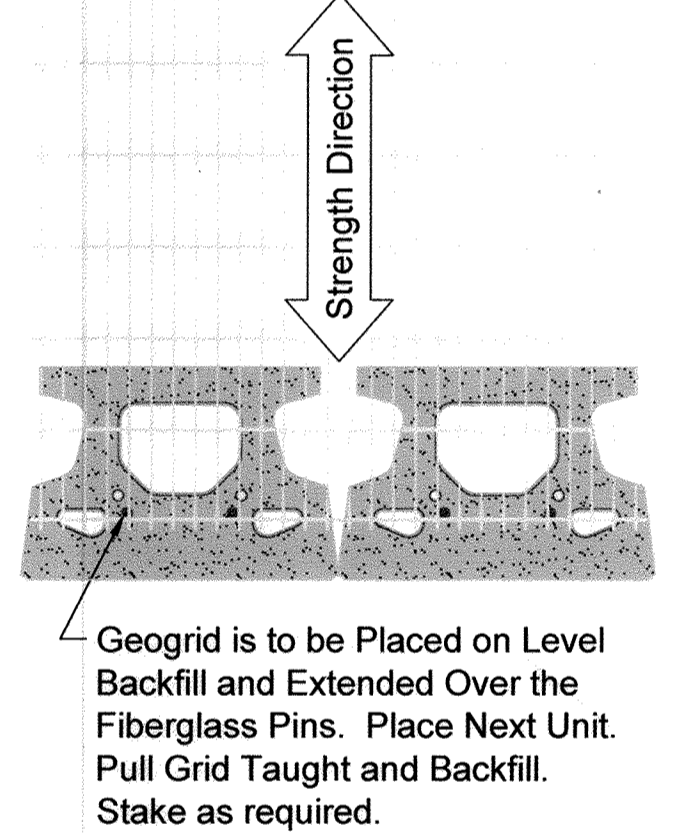 Strength Direction
Geogrid is to be Placed on Level
Backfill and Extended Over the
Fiberglass Pins. Place Next Unit.
Pull Grid Taught and Backfill.
Stake as required.